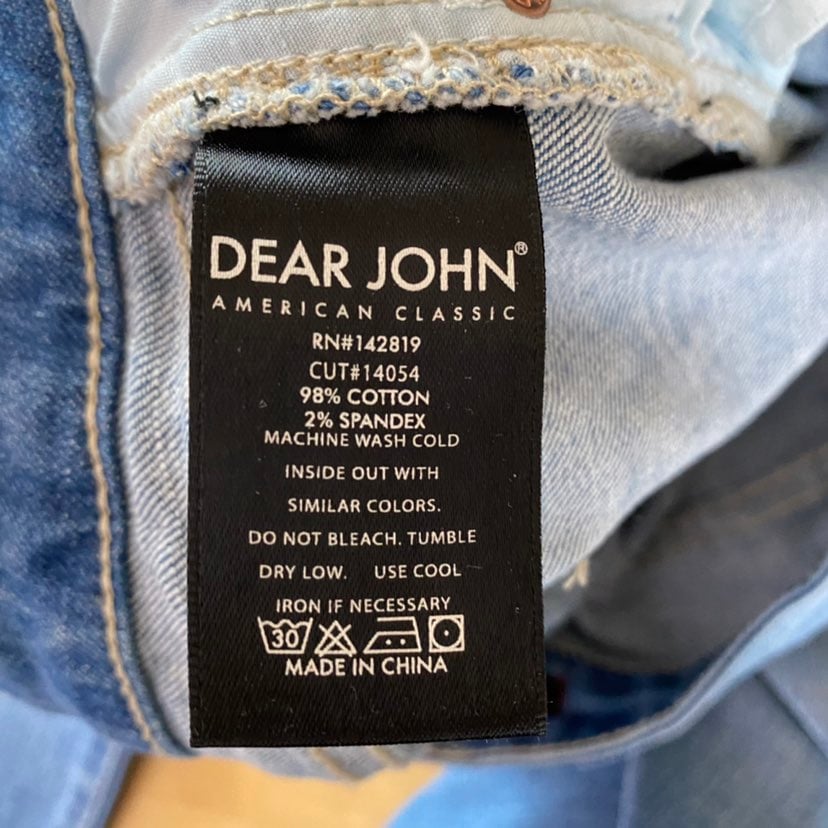 DEAR JOHN®
AMERICAN CLASSIC
RN#142819
CUT#14054
98% COTTON
2% SPANDEX
MACHINE WASH COLD
INSIDE OUT WITH
SIMILAR COLORS.
DO NOT BLEACH. TUMBLE
DRY LOW. USE COOL
IRON IF NECESSARY
30
MADE IN CHINA